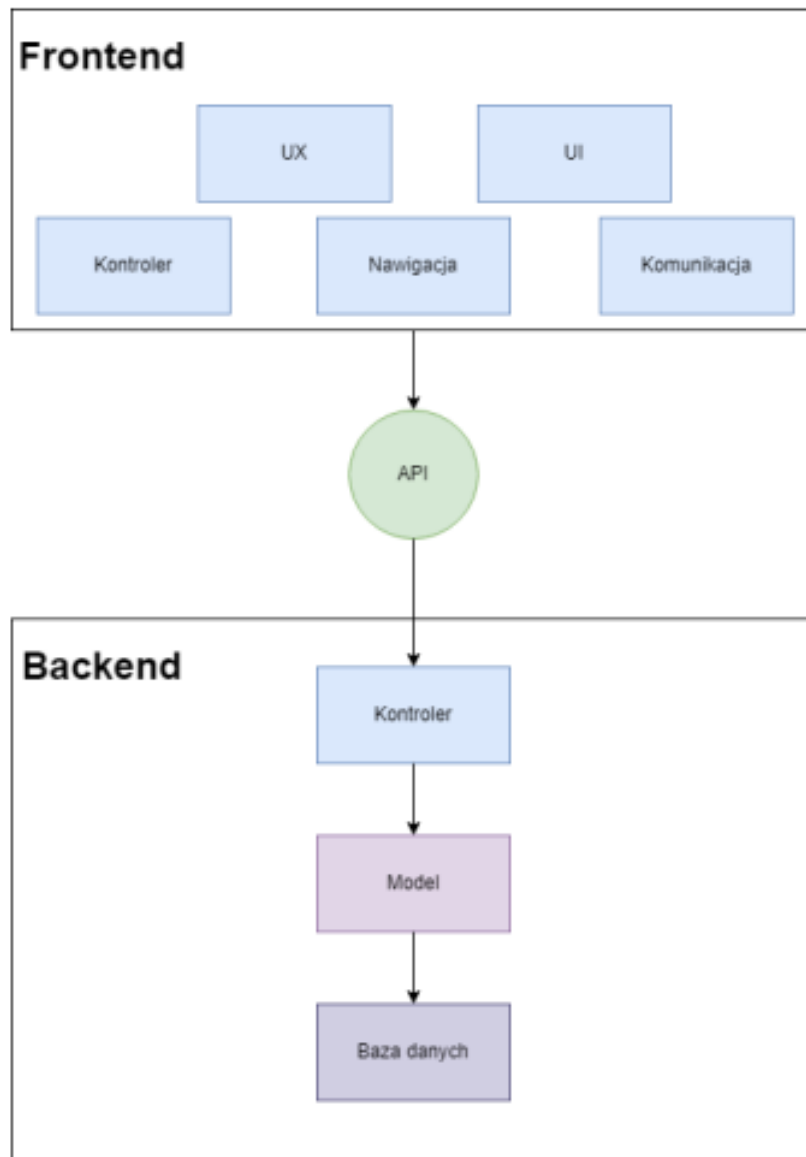 Frontend
UX
UI
Kontroler
Nawigacja
Komunikacja
API
Backend
Kontroler
Model
Baza danych